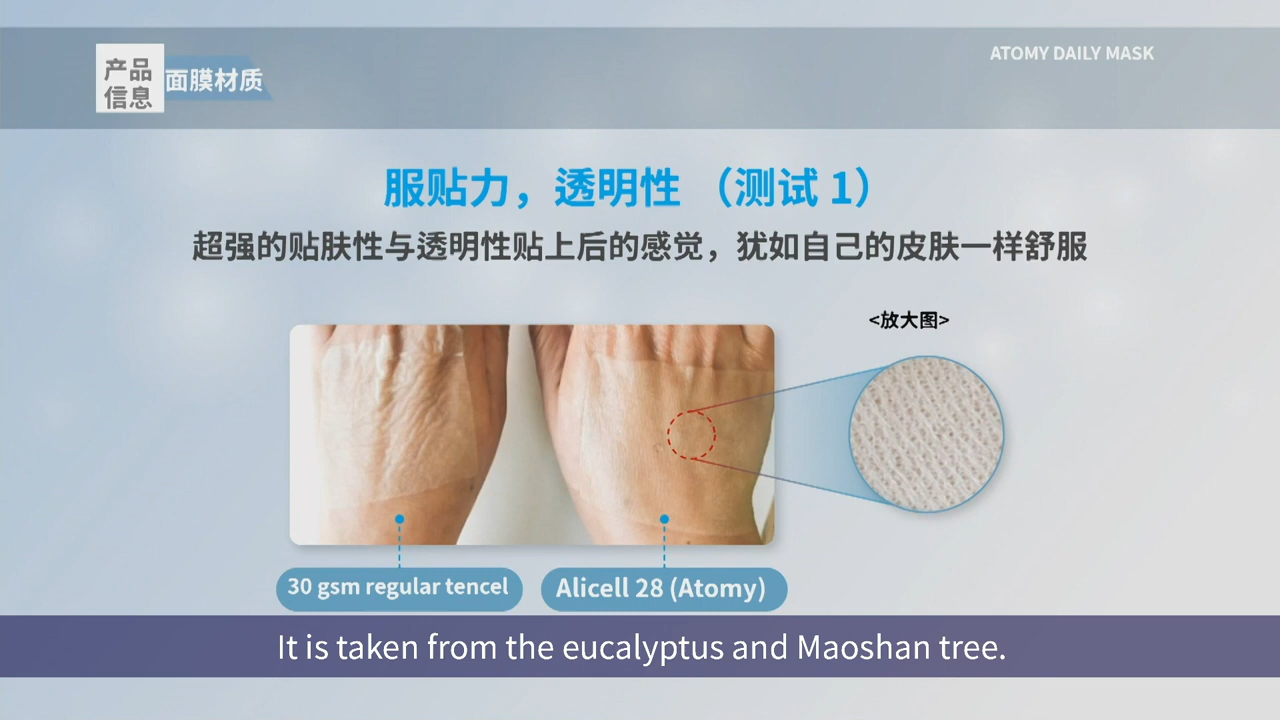 产品
信息
面膜材质
ATOMY DAILY MASK
服贴力，透明性 （测试 1）
超强的贴肤性与透明性贴上后的感觉，犹如自己的皮肤一样舒服
<放大图>
30 gsm regular tencel
Alicell 28 (Atomy)
It is taken from the eucalyptus and Maoshan tree.